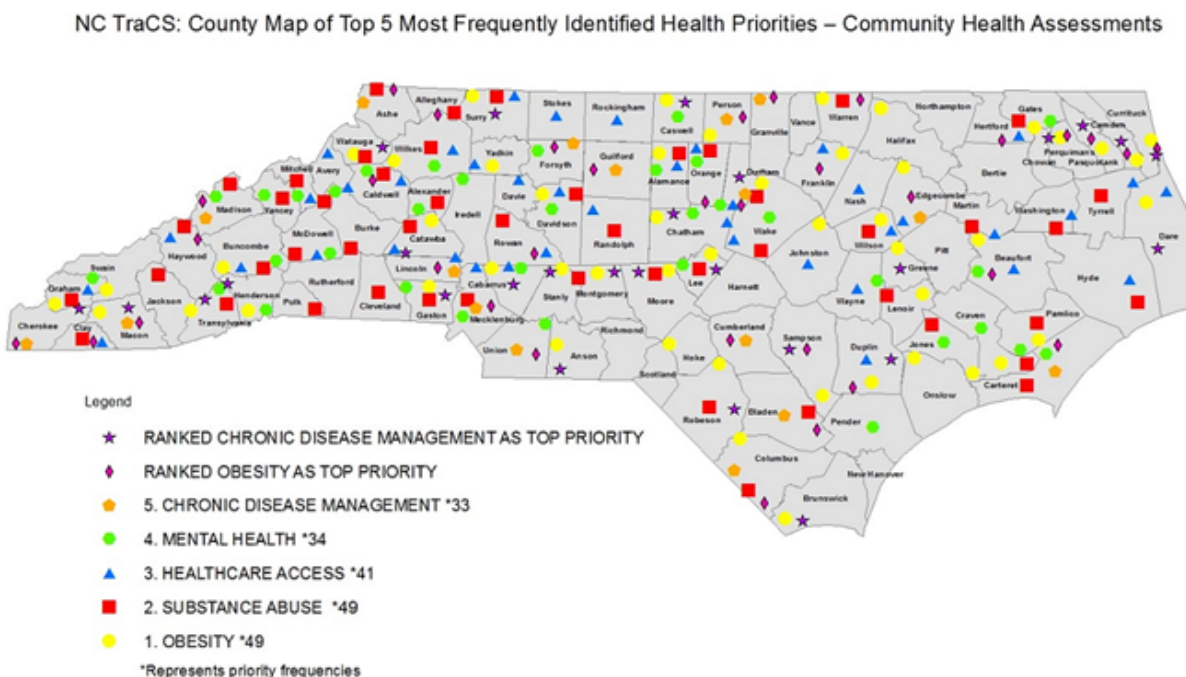 NC TraCS: County Map of Top 5 Most Frequently Identified Health Priorities – Community Health Assessments
Ashe
Alleghany
Surry
Stokes
Rockingham
Caswell
Person
Granville
Vance
Warren
Northampton
Halifax
Gates
Hertford
Currituck
Camden
Perquimans
Chowan
Pasquotank
Bertie
Watauga
Wilkes
Yadkin
Forsyth
Guilford
Alamance
Orange
Durham
Franklin
Nash
Edgecombe
Martin
Washington
Tyrrell
Dare
Mitchell
Avery
Caldwell
Alexander
Iredell
Davie
Davidson
Randolph
Chatham
Wake
Wilson
Pitt
Beaufort
Hyde
Madison
Yancey
McDowell
Burke
Catawba
Rowan
Johnston
Greene
Haywood
Buncombe
Lincoln
Cabarrus
Stanly
Montgomery
Moore
Lee
Harnett
Wayne
Lenoir
Craven
Pamlico
Swain
Graham
Jackson
Henderson
Rutherford
Polk
Cleveland
Gaston
Mecklenburg
Cherokee
Clay
Macon
Transylvania
Union
Anson
Richmond
Scotland
Hoke
Cumberland
Sampson
Duplin
Jones
Onslow
Carteret
Robeson
Bladen
Pender
Columbus
New Hanover
Brunswick
Legend
RANKED CHRONIC DISEASE MANAGEMENT AS TOP PRIORITY
RANKED OBESITY AS TOP PRIORITY
5. CHRONIC DISEASE MANAGEMENT *33
4. MENTAL HEALTH *34
3. HEALTHCARE ACCESS *41
2. SUBSTANCE ABUSE *49
1. OBESITY *49
*Represents priority frequencies